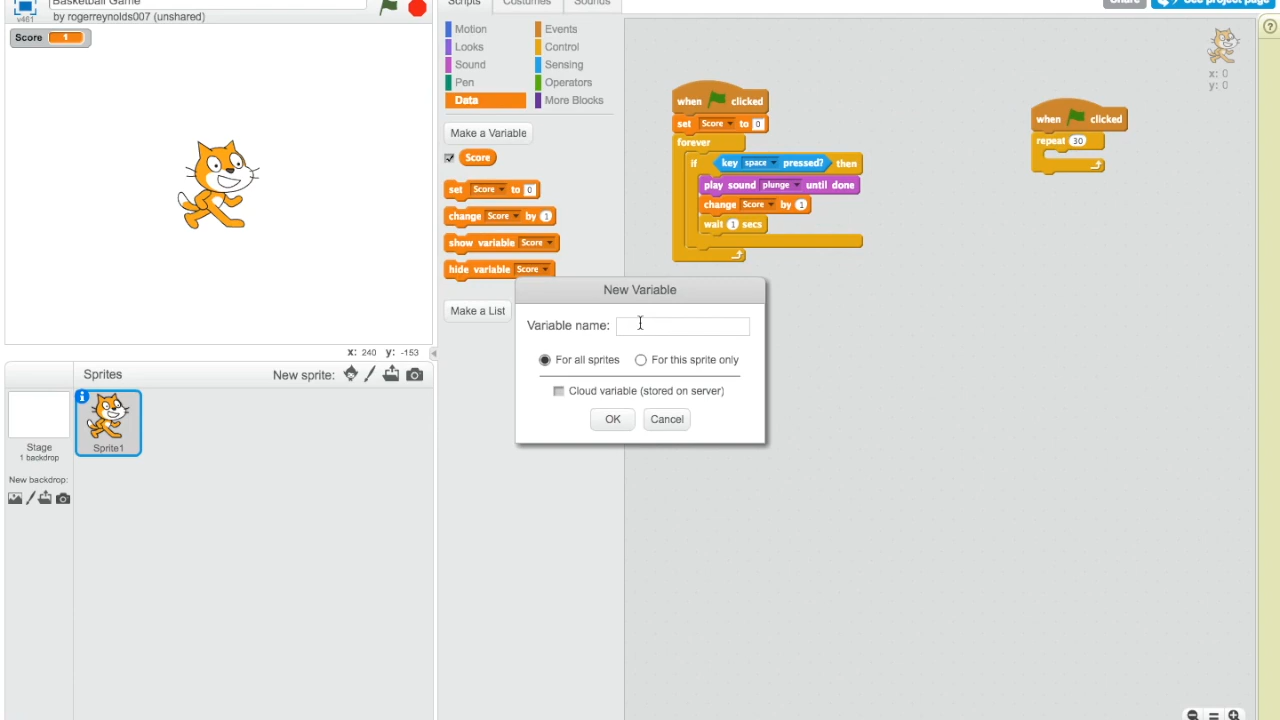 Basketball Game
by rogerreynolds007 (unshared)
v461
Score 1
Scripts
Costumes
Sounds
Share
See project page
Motion
Looks
Sound
Pen
Data
Events
Control
Sensing
Operators
More Blocks
Make a Variable
Score
set Score to 0
change Score by 1
show variable Score
hide variable Score
Make a List
when clicked
set Score to 0
forever
if key space pressed? then
play sound plunge until done
change Score by 1
wait 1 secs
when clicked
repeat 30
x: 0
y: 0
?
New Variable
Variable name:
For all sprites
For this sprite only
Cloud variable (stored on server)
OK
Cancel
x: 240 y: -153
Sprites
New sprite:
i
Sprite1
Stage
1 backdrop
New backdrop: